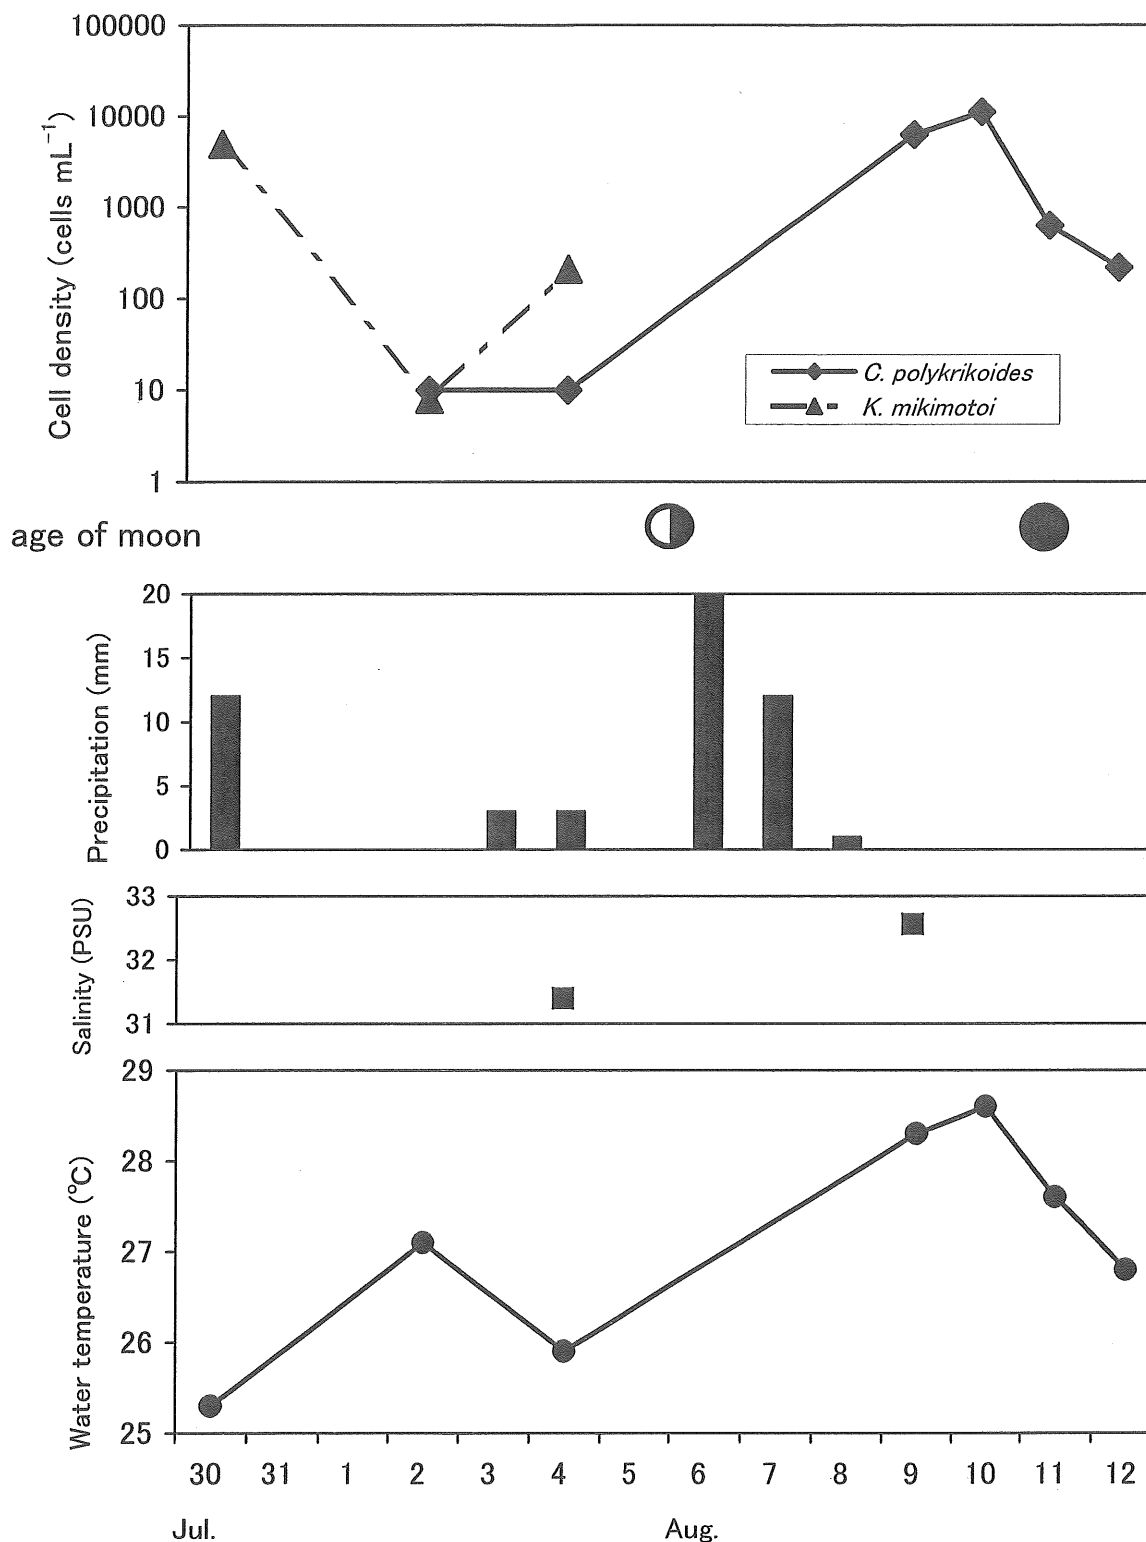 100000
10000
1000
100
10
1
Cell density (cells mL⁻¹)
C. polykrikoides
K. mikimotoi
age of moon
20
15
10
5
0
Precipitation (mm)
33
32
31
Salinity (PSU)
29
28
27
26
25
Water temperature (°C)
30 31 1 2 3 4 5 6 7 8 9 10 11 12
Jul. Aug.